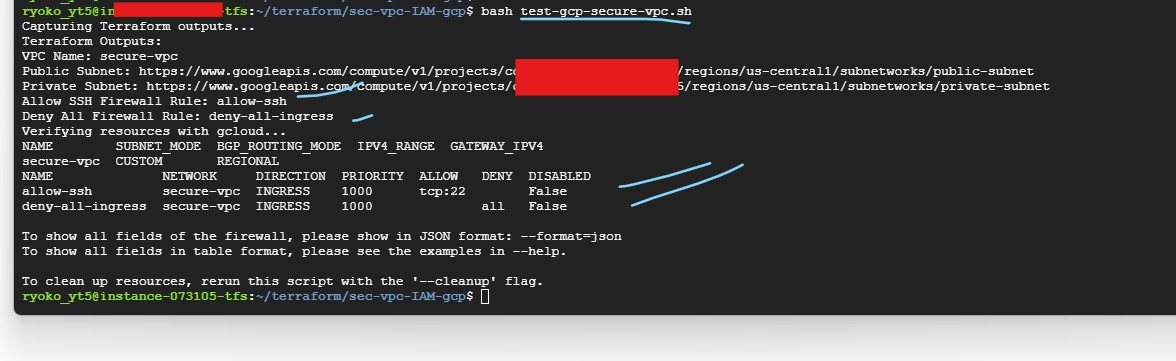 ryoko_yt5@in tfs:~/terraform/sec-vpc-IAM-gcp$ bash test-gcp-secure-vpc.sh
Capturing Terraform outputs...
Terraform Outputs:
VPC Name: secure-vpc
Public Subnet: https://www.googleapis.com/compute/v1/projects/c /regions/us-central1/subnetworks/public-subnet
Private Subnet: https://www.googleapis.com/compute/v1/projects/ 5/regions/us-central1/subnetworks/private-subnet
Allow SSH Firewall Rule: allow-ssh
Deny All Firewall Rule: deny-all-ingress
Verifying resources with gcloud...
NAME SUBNET_MODE BGP_ROUTING_MODE IPV4_RANGE GATEWAY_IPV4
secure-vpc CUSTOM REGIONAL
NAME NETWORK DIRECTION PRIORITY ALLOW DENY DISABLED
allow-ssh secure-vpc INGRESS 1000 tcp:22 False
deny-all-ingress secure-vpc INGRESS 1000 all False
To show all fields of the firewall, please show in JSON format: --format=json
To show all fields in table format, please see the examples in --help.
To clean up resources, rerun this script with the '--cleanup' flag.
ryoko_yt5@instance-073105-tfs:~/terraform/sec-vpc-IAM-gcp$